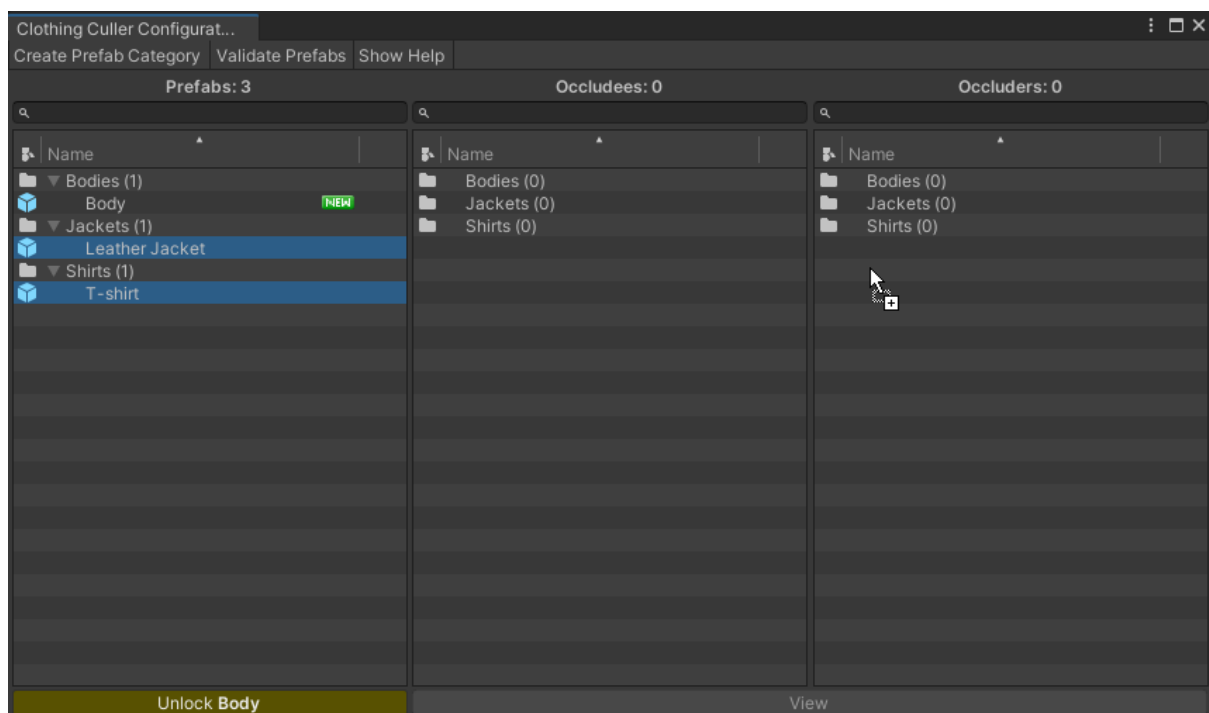 Clothing Culler Configurat...
Create Prefab Category Validate Prefabs Show Help
Prefabs: 3 Occludees: 0 Occluders: 0
Name Name Name
Bodies (1) Bodies (0) Bodies (0)
Body NEW Jackets (0) Jackets (0)
Jackets (1) Shirts (0) Shirts (0)
Leather Jacket
Shirts (1)
T-shirt
Unlock Body View